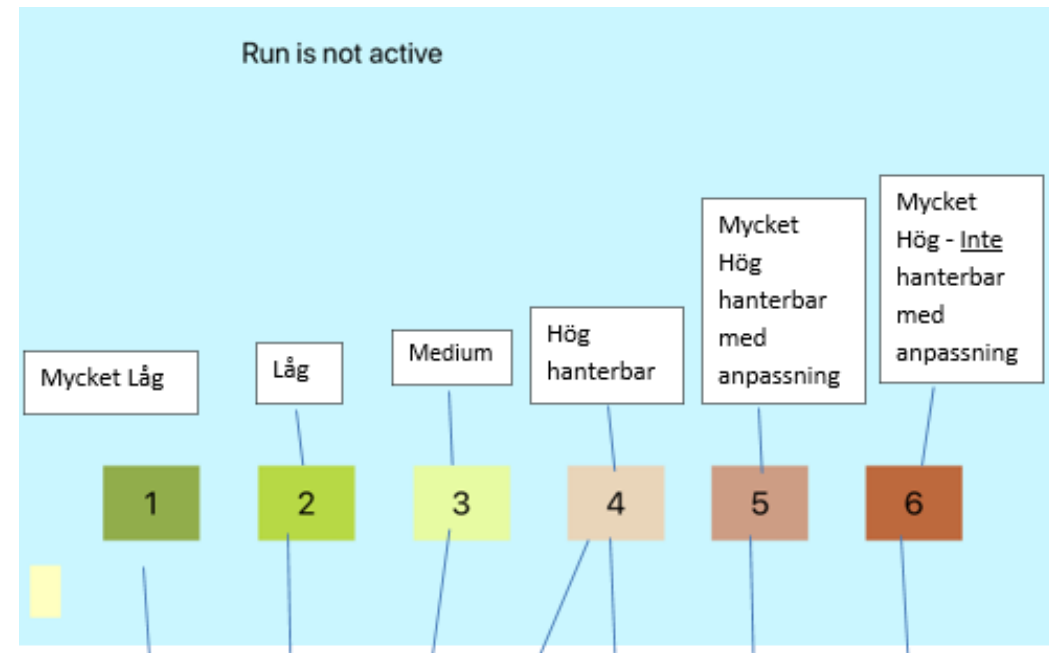 Run is not active
Mycket Låg
Låg
Medium
Hög
hanterbar
Mycket
Hög
hanterbar
med
anpassning
Mycket
Hög - Inte
hanterbar
med
anpassning
1
2
3
4
5
6